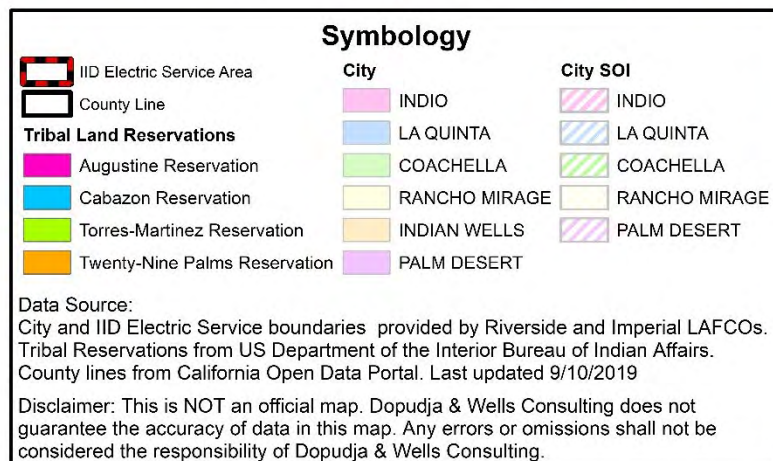 Symbology
IID Electric Service Area
County Line
Tribal Land Reservations
Augustine Reservation
Cabazon Reservation
Torres-Martinez Reservation
Twenty-Nine Palms Reservation
City
INDIO
LA QUINTA
COACHELLA
RANCHO MIRAGE
INDIAN WELLS
PALM DESERT
City SOI
INDIO
LA QUINTA
COACHELLA
RANCHO MIRAGE
PALM DESERT
Data Source:
City and IID Electric Service boundaries provided by Riverside and Imperial LAFCOs.
Tribal Reservations from US Department of the Interior Bureau of Indian Affairs.
County lines from California Open Data Portal. Last updated 9/10/2019
Disclaimer: This is NOT an official map. Dopudja & Wells Consulting does not
guarantee the accuracy of data in this map. Any errors or omissions shall not be
considered the responsibility of Dopudja & Wells Consulting.